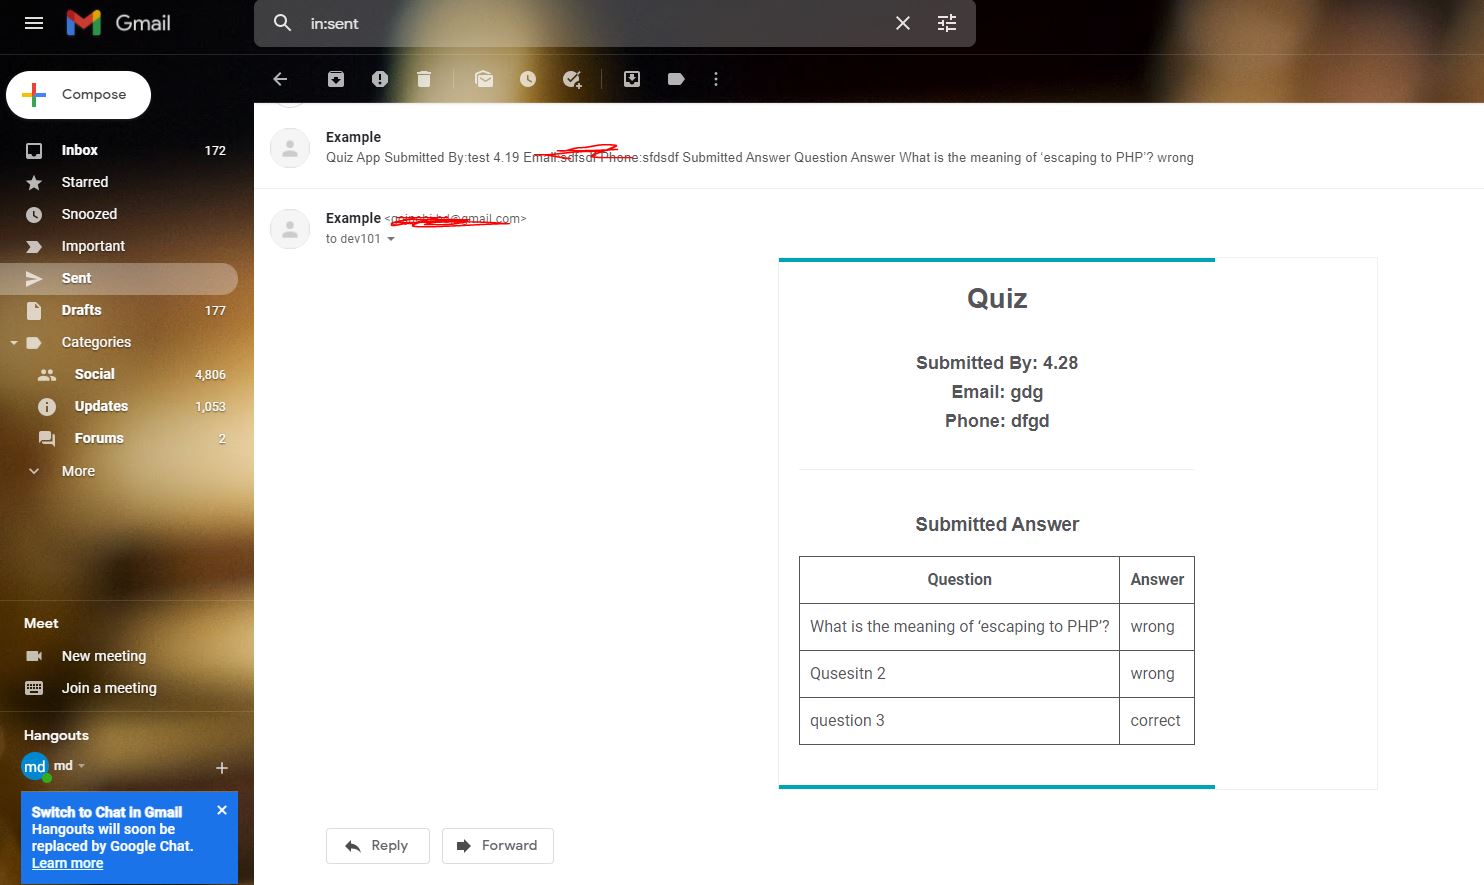 Gmail
in:sent
Compose
Inbox 172
Starred
Snoozed
Important
Sent
Drafts 177
Categories
Social 4,806
Updates 1,053
Forums 2
More
Meet
New meeting
Join a meeting
Hangouts
md md
Switch to Chat in Gmail
Hangouts will soon be
replaced by Google Chat.
Learn more
Example
Quiz App Submitted By:test 4.19 Email:sdfsdf Phone:sfdsdf Submitted Answer Question Answer What is the meaning of ‘escaping to PHP’? wrong
Example < @gmail.com>
to dev101
Quiz
Submitted By: 4.28
Email: gdg
Phone: dfgd
Submitted Answer
Question Answer
What is the meaning of ‘escaping to PHP’? wrong
Qusesitn 2 wrong
question 3 correct
Reply Forward